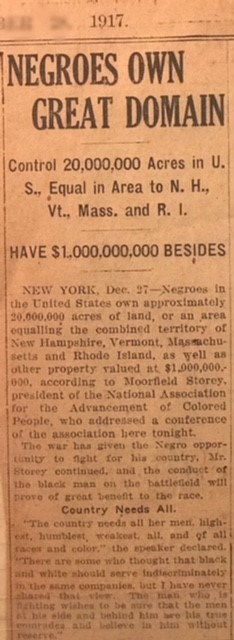 1917.
NEGROES OWN
GREAT DOMAIN
Control 20,000,000 Acres in U.
S., Equal in Area to N. H.,
Vt., Mass. and R. I.
HAVE $1,000,000,000 BESIDES
NEW YORK, Dec. 27—Negroes in
the United States own approximately
20,000,000 acres of land, or an area
equalling the combined territory of
New Hampshire, Vermont, Massachu-
setts and Rhode Island, as well as
other property valued at $1,000,000,-
000, according to Moorfield Storey,
president of the National Association
for the Advancement of Colored
People, who addressed a conference
of the association here tonight.
The war has given the Negro oppor-
tunity to fight for his country, Mr.
Storey continued, and the conduct of
the black man on the battlefield will
prove of great benefit to the race.
Country Needs All.
"The country needs all her men, high-
est, humblest, weakest, all, and of all
races and color," the speaker declared.
"There are some who thought that black
and white should serve indiscriminately
in the same companies, but I have never
shared that view. The man who is
fighting wishes to be sure that the men
at his side and behind him are his true
comrades and believe in him without
reserve."